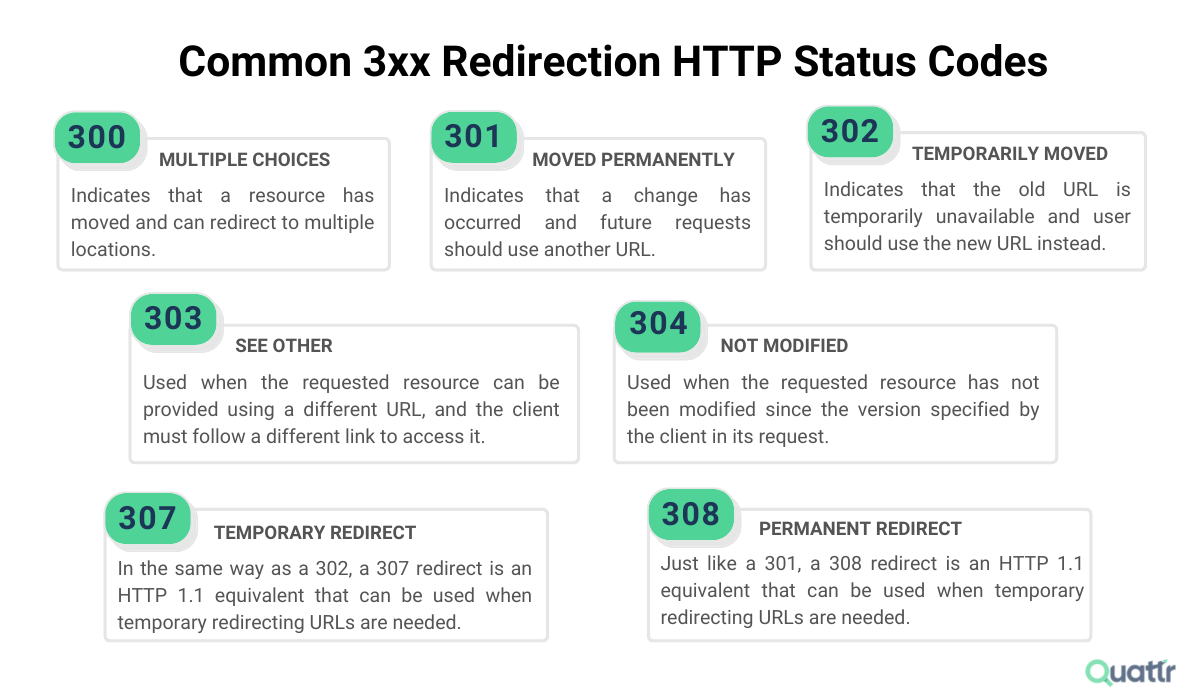 Common 3xx Redirection HTTP Status Codes
300
MULTIPLE CHOICES
Indicates that a resource has
moved and can redirect to multiple
locations.
301
MOVED PERMANENTLY
Indicates that a change has
occurred and future requests
should use another URL.
302
TEMPORARILY MOVED
Indicates that the old URL is
temporarily unavailable and user
should use the new URL instead.
303
SEE OTHER
Used when the requested resource can be
provided using a different URL, and the client
must follow a different link to access it.
304
NOT MODIFIED
Used when the requested resource has not
been modified since the version specified by
the client in its request.
307
TEMPORARY REDIRECT
In the same way as a 302, a 307 redirect is an
HTTP 1.1 equivalent that can be used when
temporary redirecting URLs are needed.
308
PERMANENT REDIRECT
Just like a 301, a 308 redirect is an HTTP 1.1
equivalent that can be used when temporary
redirecting URLs are needed.
Quattr